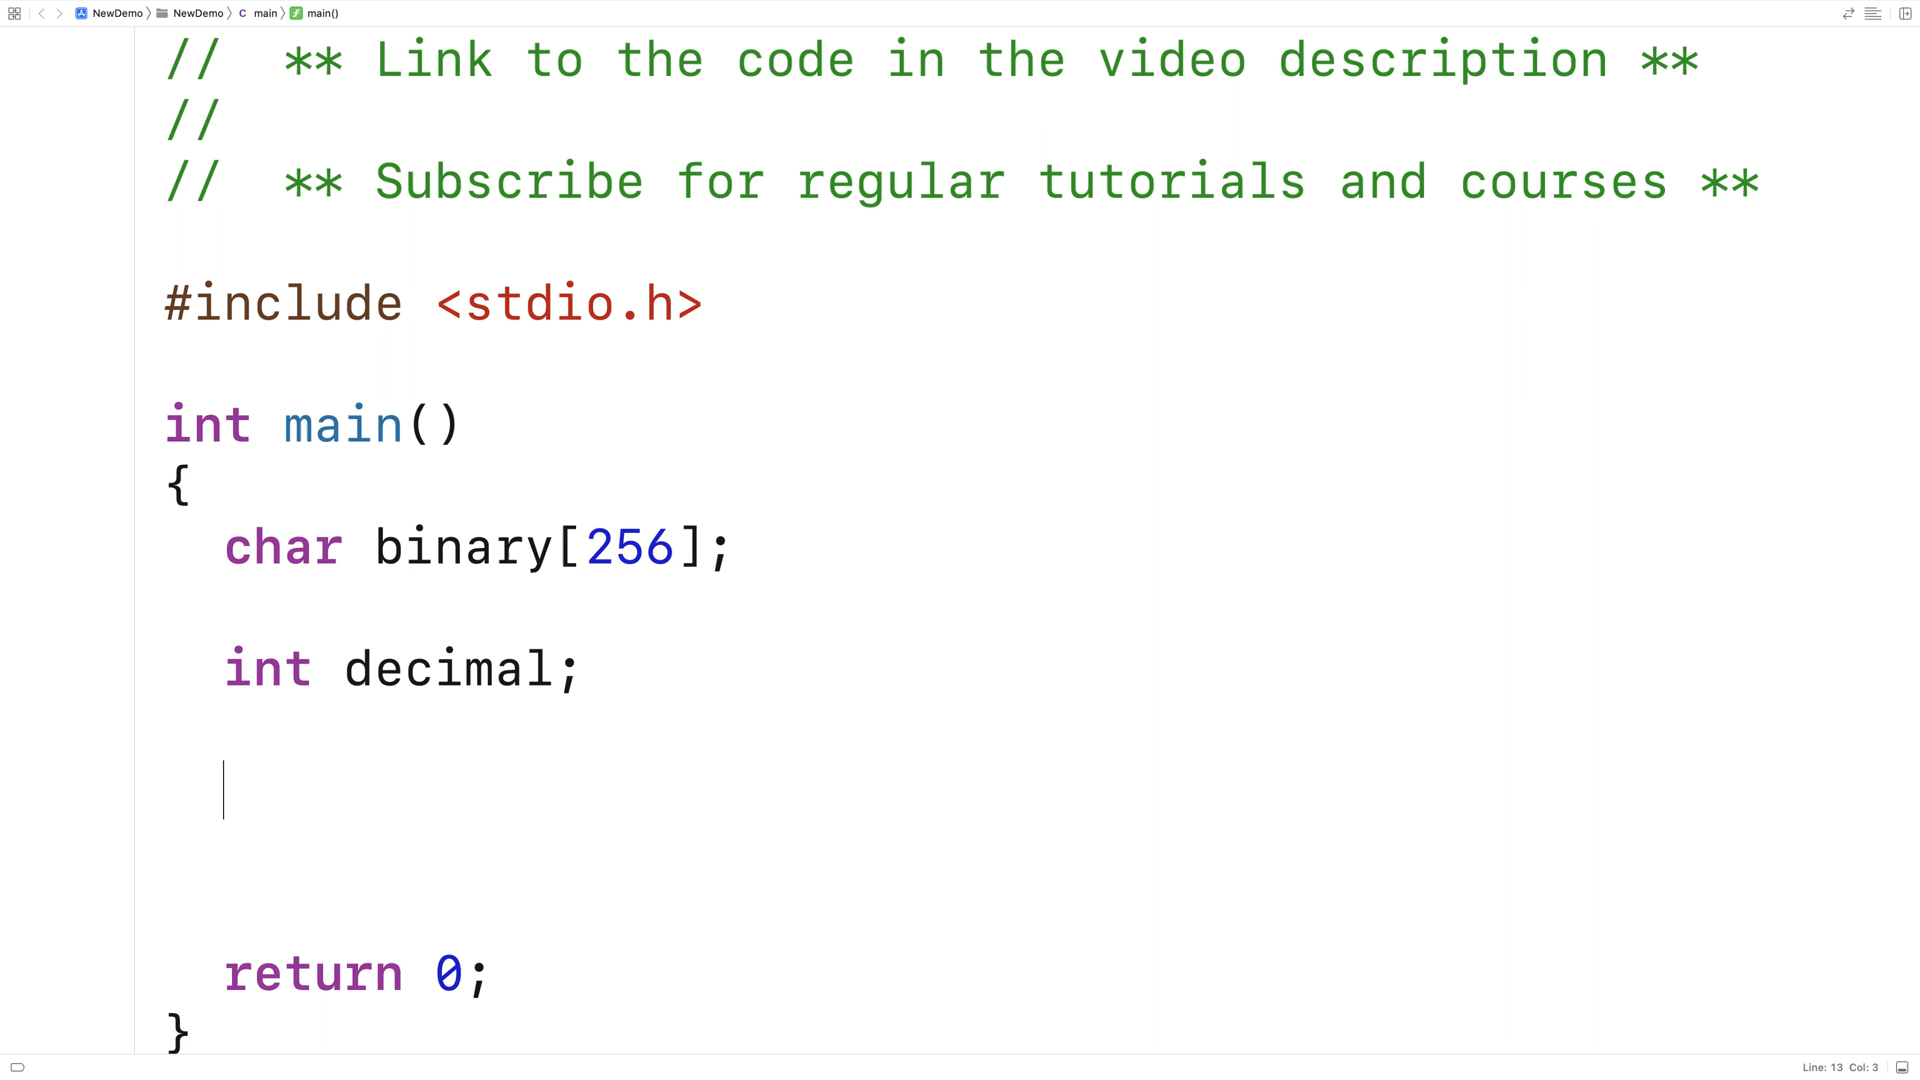 NewDemo NewDemo C main f main()
//  ** Link to the code in the video description **
//
//  ** Subscribe for regular tutorials and courses **
#include <stdio.h>
int main()
{
  char binary[256];
  int decimal;
  return 0;
}
Line: 13 Col: 3